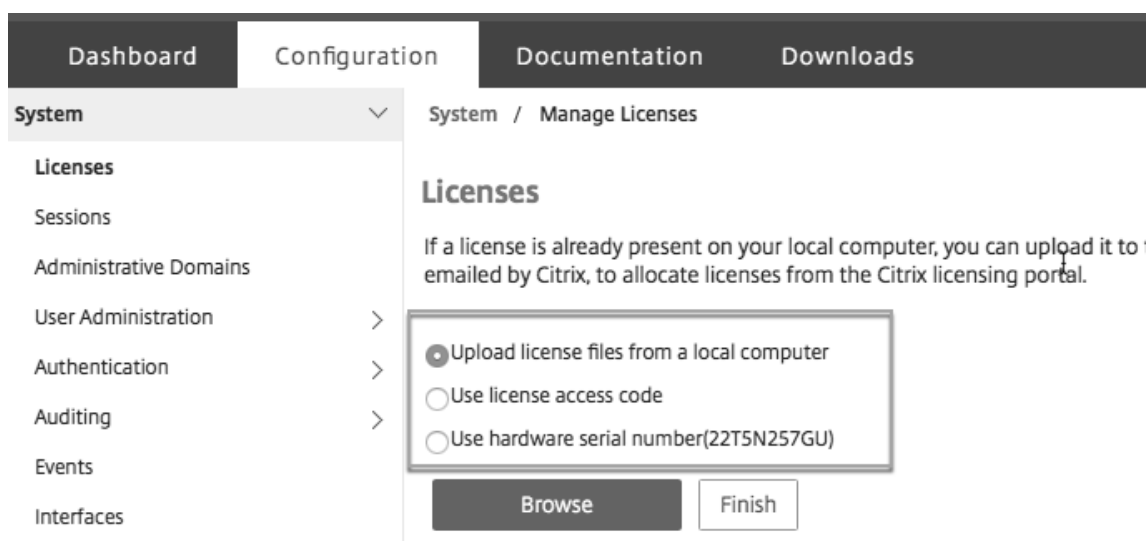 Dashboard Configuration Documentation Downloads
System
System / Manage Licenses
Licenses
Sessions
Administrative Domains
User Administration
Authentication
Auditing
Events
Interfaces
Licenses
If a license is already present on your local computer, you can upload it to
emailed by Citrix, to allocate licenses from the Citrix licensing portal.
Upload license files from a local computer
Use license access code
Use hardware serial number(22T5N257GU)
Browse Finish